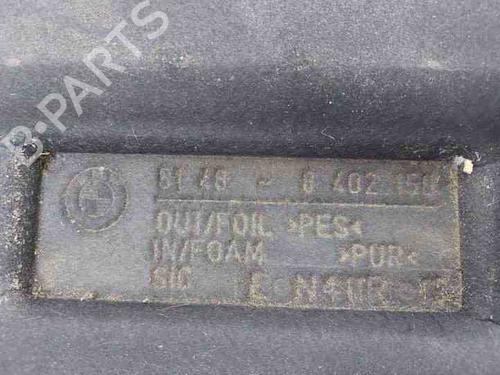 B-PARTS
51 48 - 8 402 150
OUT/FOIL >PES<
IN/FOAM >PUR<